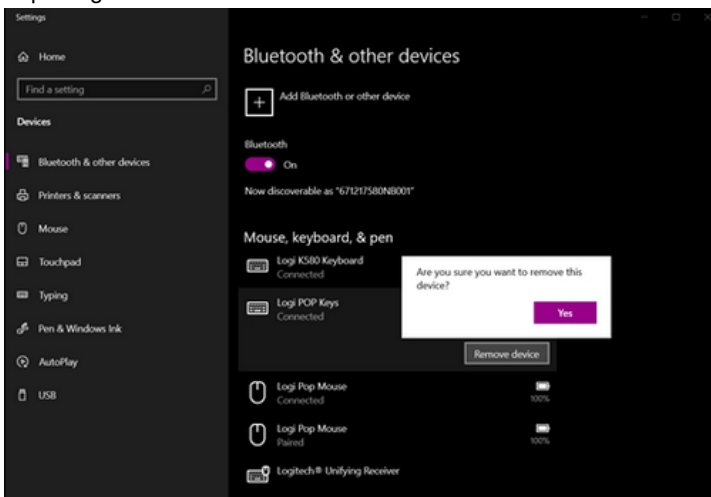 Settings
Home
Find a setting
Devices
Bluetooth & other devices
Printers & scanners
Mouse
Touchpad
Typing
Pen & Windows Ink
AutoPlay
USB
Bluetooth & other devices
Add Bluetooth or other device
Bluetooth
On
Now discoverable as "671217580NB001"
Mouse, keyboard, & pen
Logi K580 Keyboard
Connected
Logi POP Keys
Connected
Are you sure you want to remove this
device?
Yes
Remove device
Logi Pop Mouse
Connected
100%
Logi Pop Mouse
Paired
100%
Logitech® Unifying Receiver